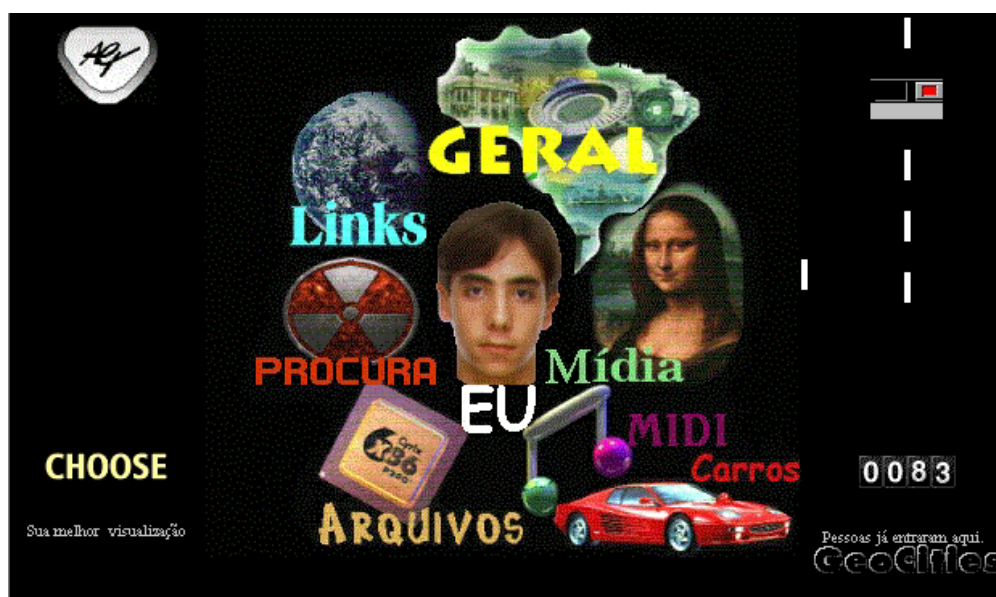 GERAL
Links
PROCURA
Mídia
EU
MIDI
Carros
ARQUIVOS
CHOOSE
Sua melhor visualização
0083
Pessoas já entraram aqui.
GeoCities